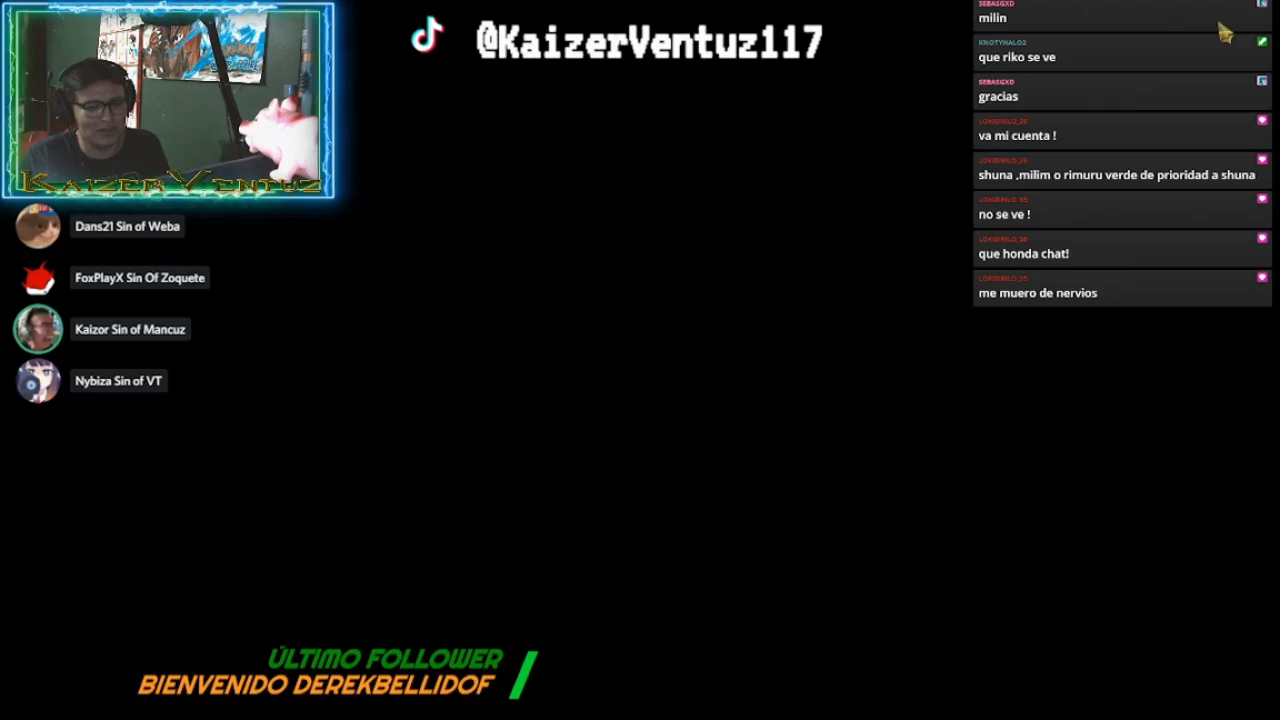 @KaizerVentuz117
KaizerVentuz
Dans21 Sin of Weba
FoxPlayX Sin Of Zoquete
Kaizor Sin of Mancuz
Nybiza Sin of VT
SEBASGXD
milin
KNOTYHALO2
que riko se ve
SEBASGXD
gracias
va mi cuenta !
shuna ,milim o rimuru verde de prioridad a shuna
no se ve !
que honda chat!
me muero de nervios
ÚLTIMO FOLLOWER
BIENVENIDO DEREKBELLIDOF